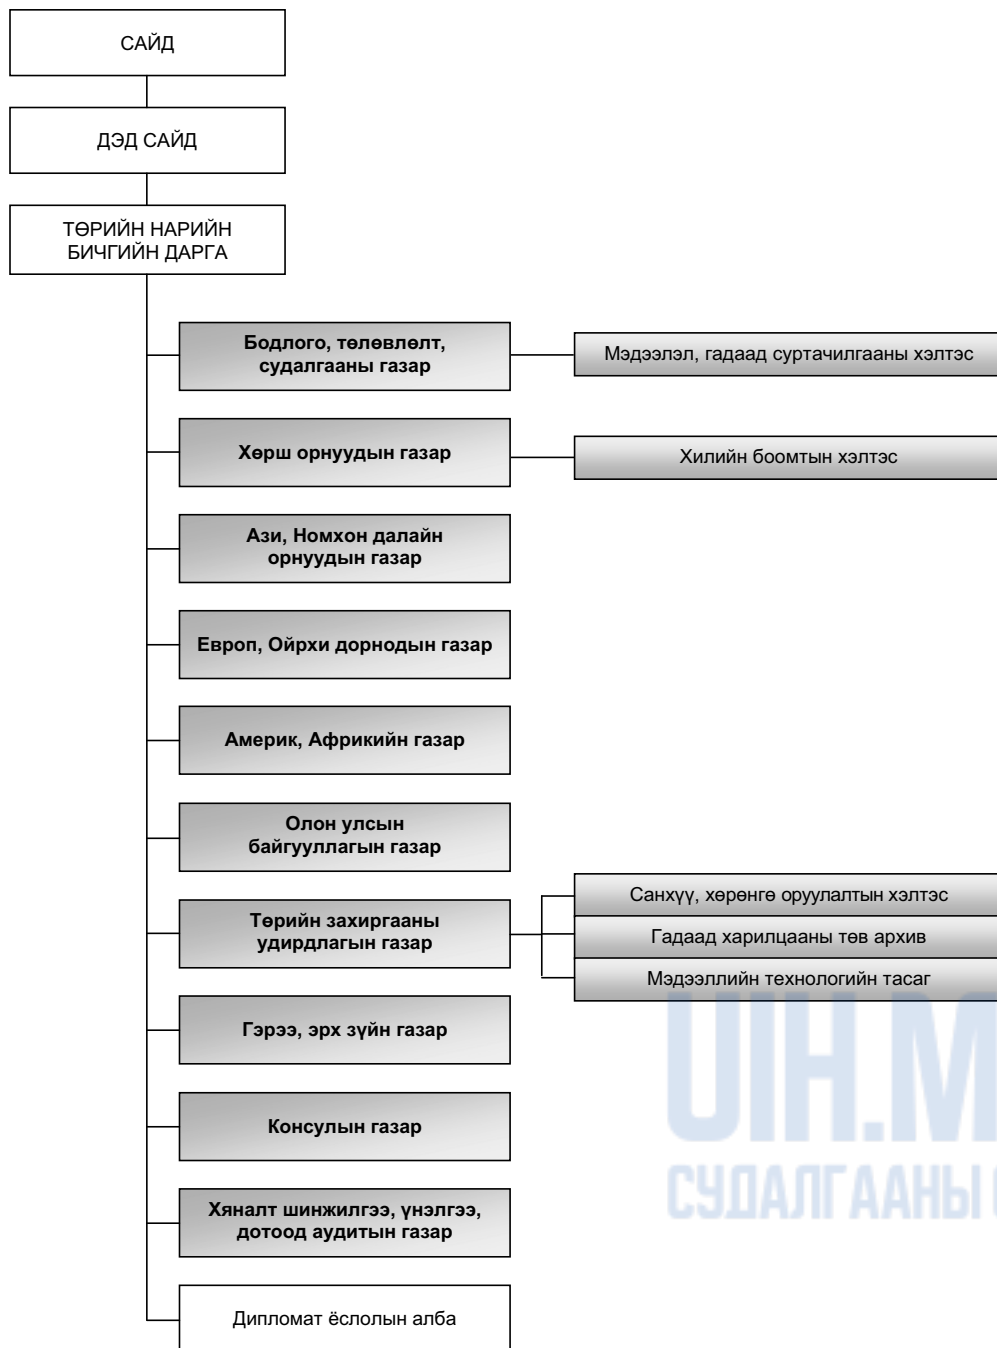 САЙД
ДЭД САЙД
ТӨРИЙН НАРИЙН
БИЧГИЙН ДАРГА
Бодлого, төлөвлөлт,
судалгааны газар
Мэдээлэл, гадаад суртачилгааны хэлтэс
Хөрш орнуудын газар
Хилийн боомтын хэлтэс
Ази, Номхон далайн
орнуудын газар
Европ, Ойрхи дорнодын газар
Америк, Африкийн газар
Олон улсын
байгууллагын газар
Төрийн захиргааны
удирдлагын газар
Санхүү, хөрөнгө оруулалтын хэлтэс
Гадаад харилцааны төв архив
Мэдээллийн технологийн тасаг
Гэрээ, эрх зүйн газар
Консулын газар
Хяналт шинжилгээ, үнэлгээ,
дотоод аудитын газар
Дипломат ёслолын алба
UIH.M
СУДАЛГААНЫ